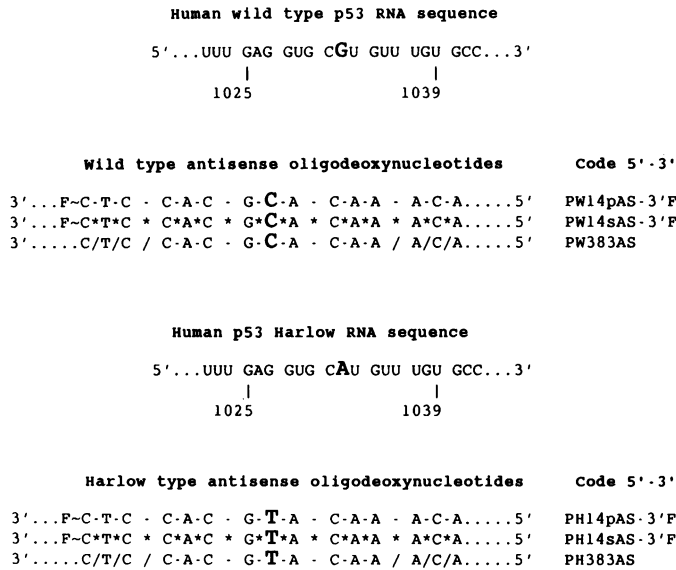 Human wild type p53 RNA sequence
5'...UUU GAG GUG CGU GUU UGU GCC...3'
| |
1025 1039
Wild type antisense oligodeoxynucleotides Code 5'-3'
3'...F~C-T-C - C-A-C - G-C-A - C-A-A - A-C-A.....5' PW14pAS-3'F
3'...F~C*T*C * C*A*C * G*C*A * C*A*A * A*C*A.....5' PW14sAS-3'F
3'.....C/T/C / C-A-C - G-C-A - C-A-A / A/C/A.....5' PW383AS
Human p53 Harlow RNA sequence
5'...UUU GAG GUG CAU GUU UGU GCC...3'
| |
1025 1039
Harlow type antisense oligodeoxynucleotides Code 5'-3'
3'...F~C-T-C - C-A-C - G-T-A - C-A-A - A-C-A.....5' PH14pAS-3'F
3'...F~C*T*C * C*A*C * G*T*A * C*A*A * A*C*A.....5' PH14sAS-3'F
3'.....C/T/C / C-A-C - G-T-A - C-A-A / A/C/A.....5' PH383AS